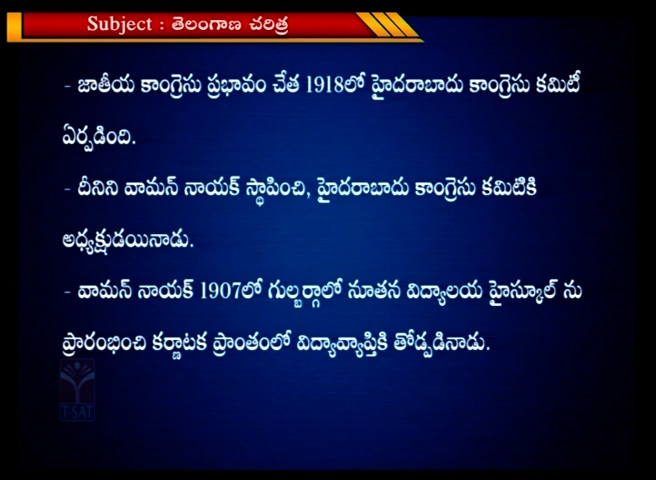 Subject : తెలంగాణ చరిత్ర
- జాతీయ కాంగ్రెసు ప్రభావం చేత 1918లో హైదరాబాదు కాంగ్రెసు కమిటీ
ఏర్పడింది.
- దీనిని వామన్ నాయక్ స్థాపించి, హైదరాబాదు కాంగ్రెసు కమిటికి
అధ్యక్షుడయినాడు.
- వామన్ నాయక్ 1907లో గుల్బర్గాలో నూతన విద్యాలయ హైస్కూల్ ను
ప్రారంభించి కర్ణాటక ప్రాంతంలో విద్యావ్యాప్తికి తోడ్పడినాడు.
T-SAT